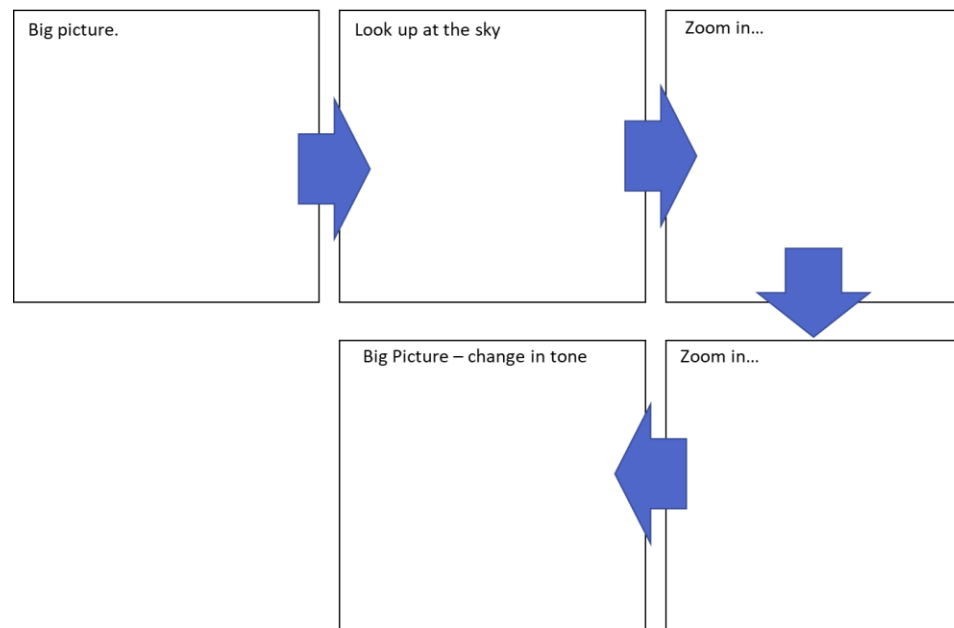 Big picture.
Look up at the sky
Zoom in...
Zoom in...
Big Picture – change in tone